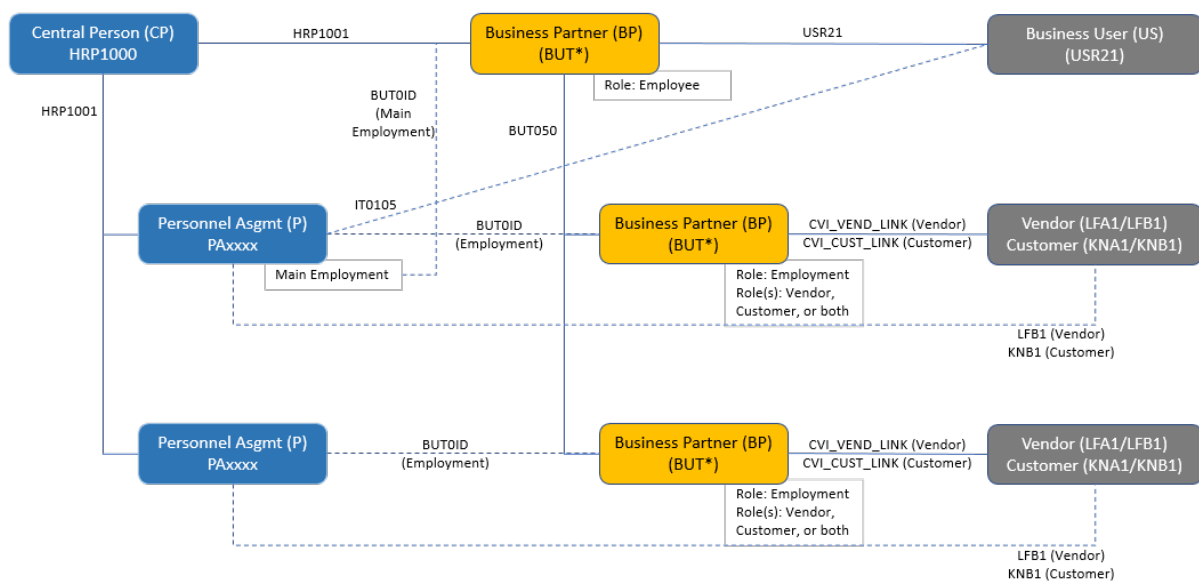 Central Person (CP)
HRP1000
HRP1001
Business Partner (BP)
(BUT*)
USR21
Business User (US)
(USR21)
Role: Employee
HRP1001
BUT0ID
(Main
Employment)
BUT050
IT0105
Personnel Asgmt (P)
PAxxxx
BUT0ID
(Employment)
Business Partner (BP)
(BUT*)
CVI_VEND_LINK (Vendor)
CVI_CUST_LINK (Customer)
Vendor (LFA1/LFB1)
Customer (KNA1/KNB1)
Main Employment
Role: Employment
Role(s): Vendor,
Customer, or both
LFB1 (Vendor)
KNB1 (Customer)
Personnel Asgmt (P)
PAxxxx
BUT0ID
(Employment)
Business Partner (BP)
(BUT*)
CVI_VEND_LINK (Vendor)
CVI_CUST_LINK (Customer)
Vendor (LFA1/LFB1)
Customer (KNA1/KNB1)
Role: Employment
Role(s): Vendor,
Customer, or both
LFB1 (Vendor)
KNB1 (Customer)